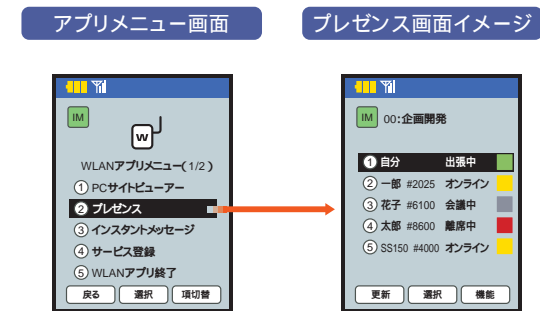 アプリメニュー画面
プレゼンス画面イメージ
IM
w
WLANアプリメニュー(1/2)
① PCサイトビューアー
② プレゼンス
③ インスタントメッセージ
④ サービス登録
⑤ WLANアプリ終了
戻る 選択 項切替
IM 00:企画開発
① 自分 出張中
② 一郎 #2025 オンライン
③ 花子 #6100 会議中
④ 太郎 #8600 離席中
⑤ SS150 #4000 オンライン
更新 選択 機能